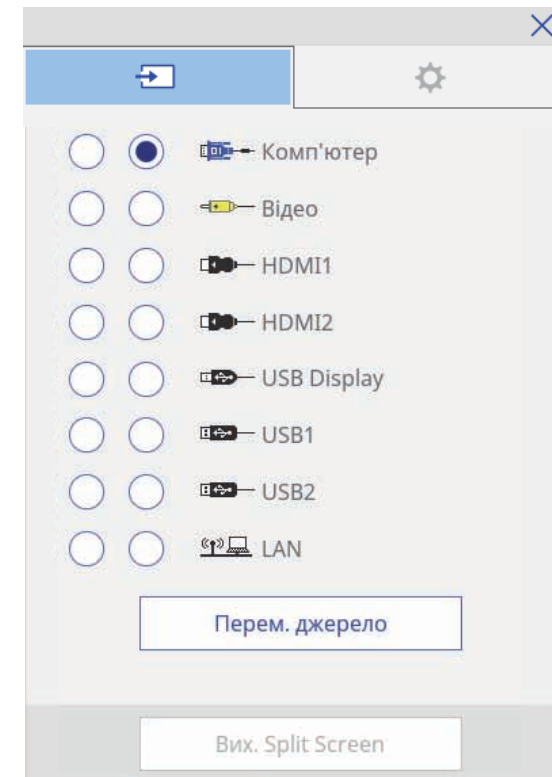 Комп'ютер
Відео
HDMI1
HDMI2
USB Display
USB1
USB2
LAN
Перем. джерело
Вих. Split Screen